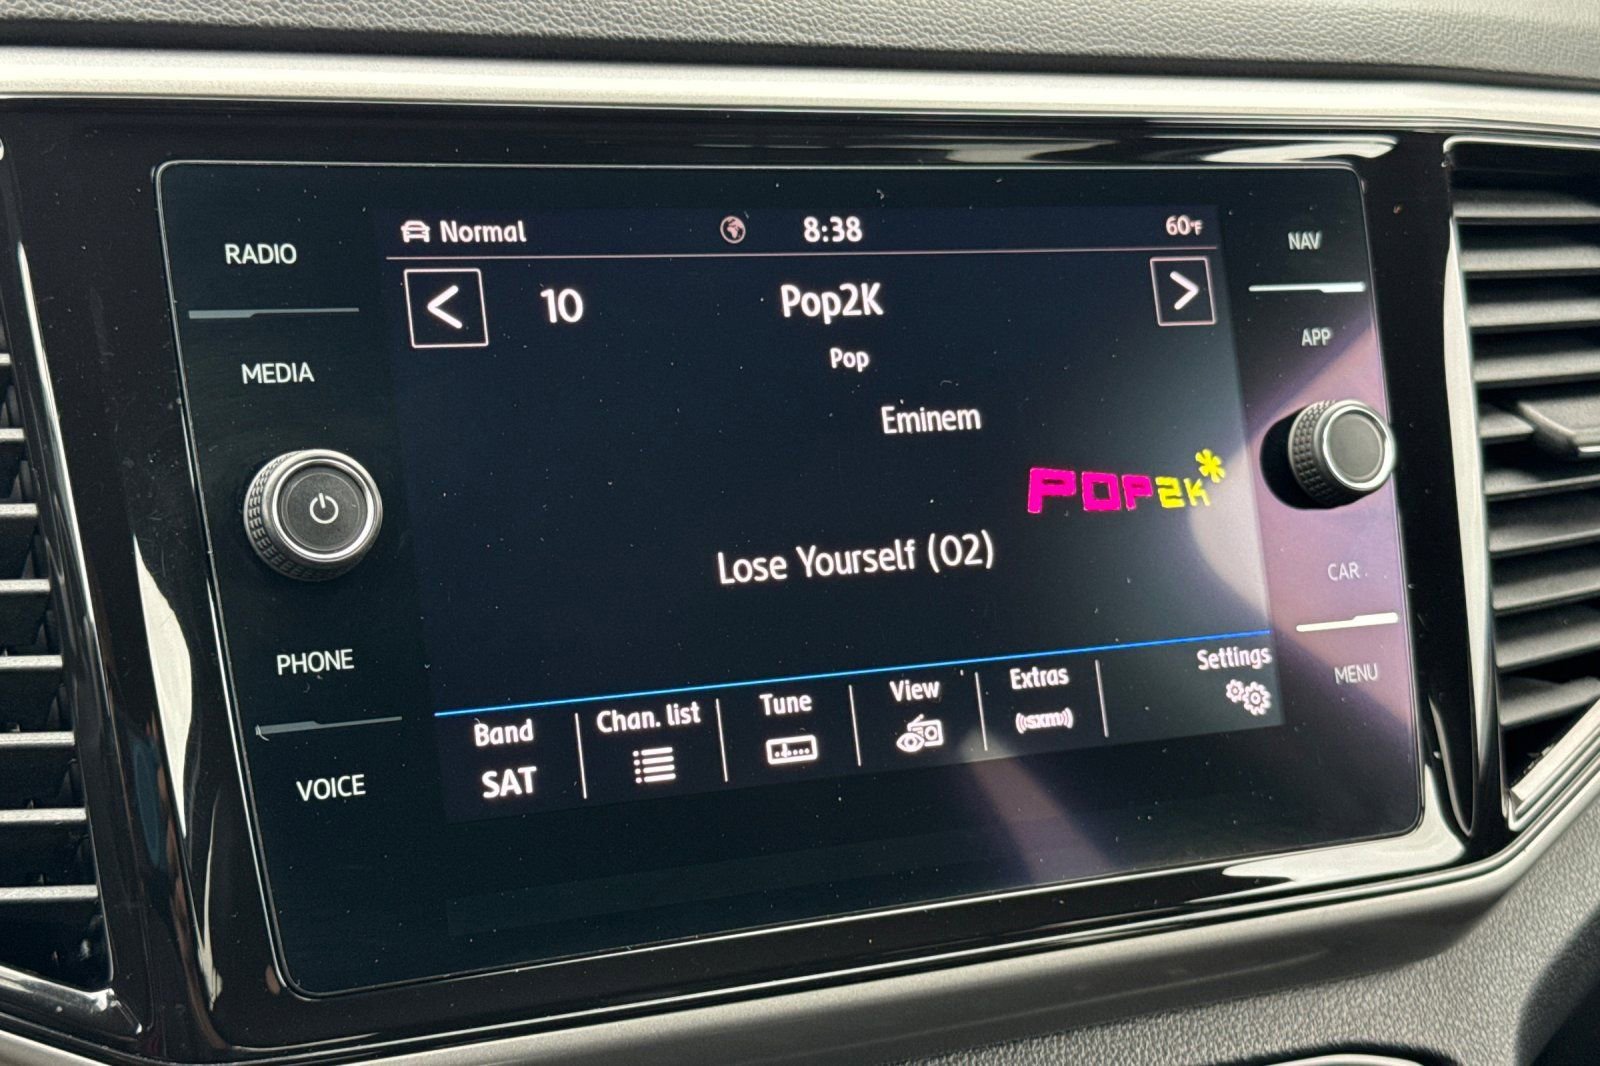 RADIO
MEDIA
PHONE
VOICE
Normal
8:38
60°F
10
Pop2K
Pop
Eminem
POP2K*
Lose Yourself (02)
Band
SAT
Chan. list
Tune
View
Extras
((sxm))
Settings
NAV
APP
CAR
MENU